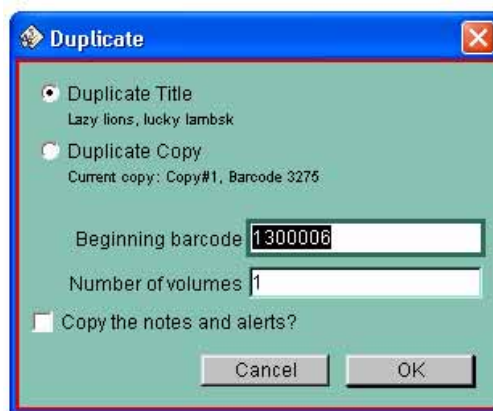 Duplicate
Duplicate Title
Lazy lions, lucky lambsk
Duplicate Copy
Current copy: Copy#1, Barcode 3275
Beginning barcode 1300006
Number of volumes 1
Copy the notes and alerts?
Cancel OK